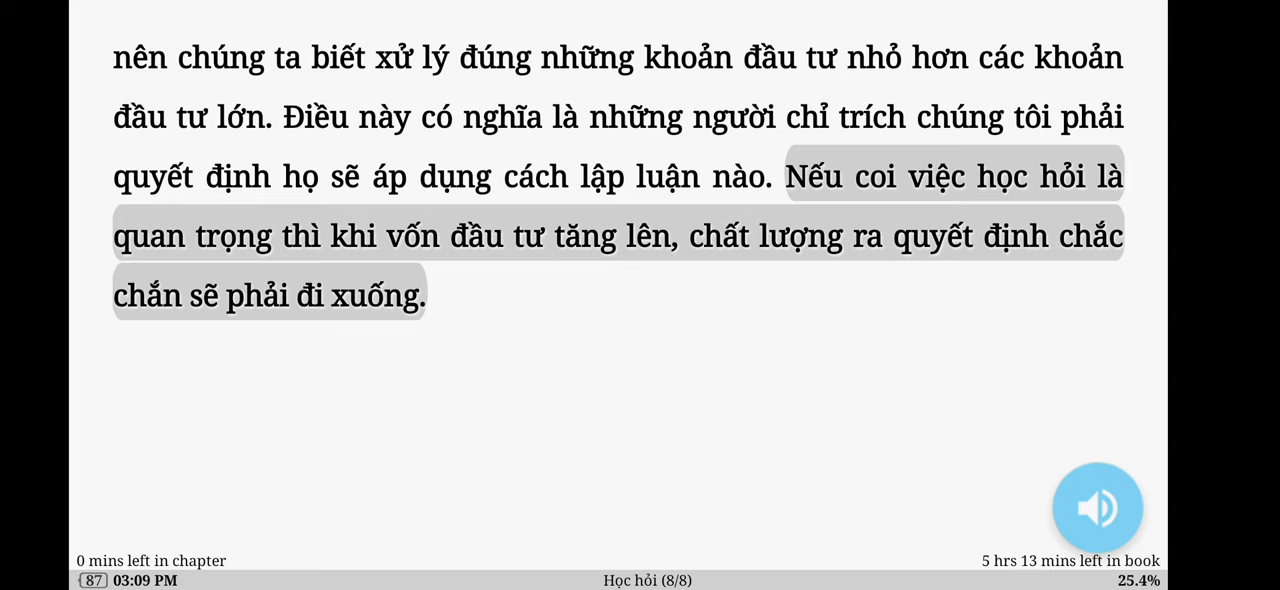 nên chúng ta biết xử lý đúng những khoản đầu tư nhỏ hơn các khoản
đầu tư lớn. Điều này có nghĩa là những người chỉ trích chúng tôi phải
quyết định họ sẽ áp dụng cách lập luận nào. Nếu coi việc học hỏi là
quan trọng thì khi vốn đầu tư tăng lên, chất lượng ra quyết định chắc
chắn sẽ phải đi xuống.
0 mins left in chapter 5 hrs 13 mins left in book
87 03:09 PM Học hỏi (8/8) 25.4%